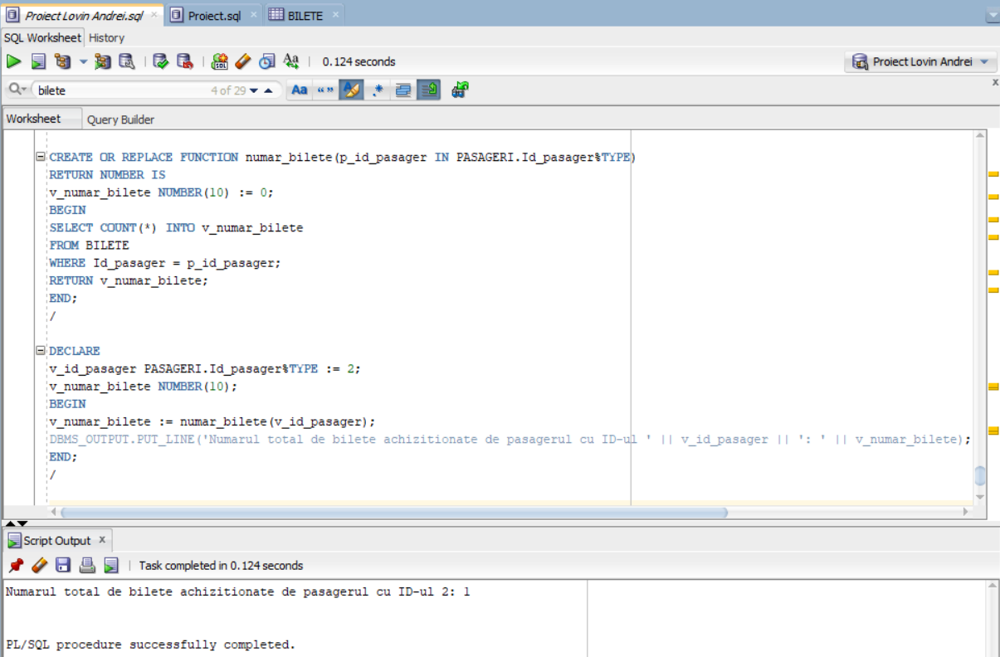 Proiect Lovin Andrei.sql × Proiect.sql × BILETE ×
SQL Worksheet History
0.124 seconds Proiect Lovin Andrei
bilete 4 of 29 Aa “” .* x
Worksheet Query Builder
CREATE OR REPLACE FUNCTION numar_bilete(p_id_pasager IN PASAGERI.Id_pasager%TYPE)
RETURN NUMBER IS
v_numar_bilete NUMBER(10) := 0;
BEGIN
SELECT COUNT(*) INTO v_numar_bilete
FROM BILETE
WHERE Id_pasager = p_id_pasager;
RETURN v_numar_bilete;
END;
/
DECLARE
v_id_pasager PASAGERI.Id_pasager%TYPE := 2;
v_numar_bilete NUMBER(10);
BEGIN
v_numar_bilete := numar_bilete(v_id_pasager);
DBMS_OUTPUT.PUT_LINE('Numarul total de bilete achizitionate de pasagerul cu ID-ul ' || v_id_pasager || ': ' || v_numar_bilete);
END;
/
Script Output x
Task completed in 0.124 seconds
Numarul total de bilete achizitionate de pasagerul cu ID-ul 2: 1
PL/SQL procedure successfully completed.